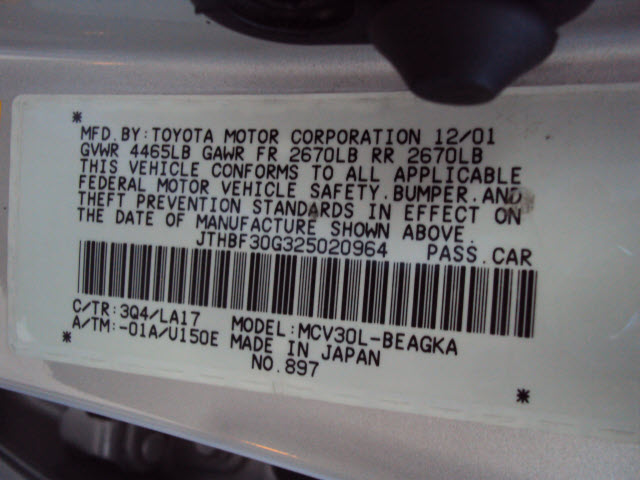 * MFD.BY:TOYOTA MOTOR CORPORATION 12/01
GVWR 4465LB GAWR FR 2670LB RR 2670LB
THIS VEHICLE CONFORMS TO ALL APPLICABLE
FEDERAL MOTOR VEHICLE SAFETY.BUMPER.AND
THEFT PREVENTION STANDARDS IN EFFECT ON
THE DATE OF MANUFACTURE SHOWN ABOVE. *
JTHBF30G325020964 PASS.CAR
C/TR:3Q4/LA17 MODEL:MCV30L-BEAGKA
A/TM:-01A/U150E MADE IN JAPAN
* NO.897 *